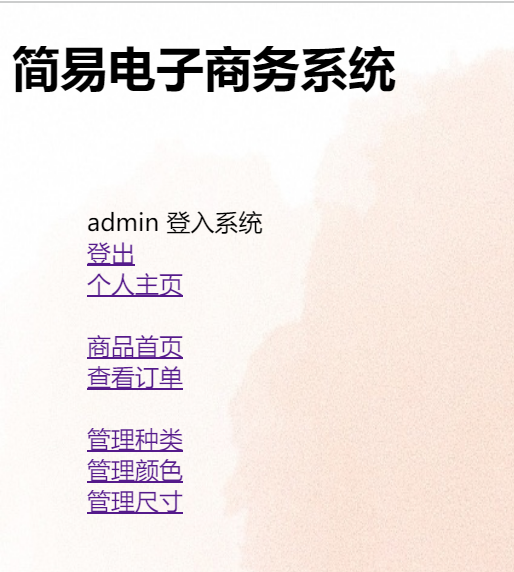 简易电子商务系统
admin 登入系统
登出
个人主页
商品首页
查看订单
管理种类
管理颜色
管理尺寸